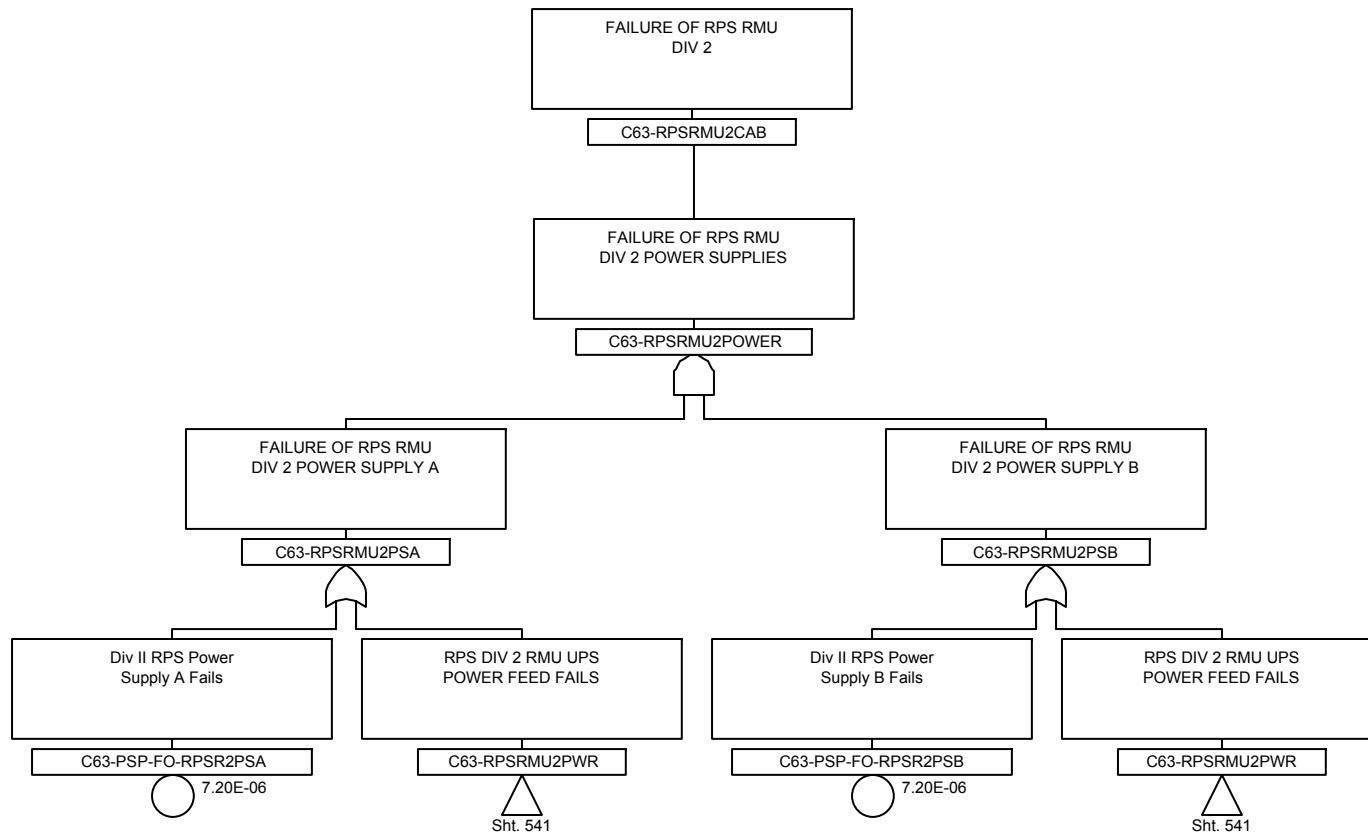 FAILURE OF RPS RMU
DIV 2
C63-RPSRMU2CAB
FAILURE OF RPS RMU
DIV 2 POWER SUPPLIES
C63-RPSRMU2POWER
FAILURE OF RPS RMU
DIV 2 POWER SUPPLY A
C63-RPSRMU2PSA
FAILURE OF RPS RMU
DIV 2 POWER SUPPLY B
C63-RPSRMU2PSB
Div II RPS Power
Supply A Fails
C63-PSP-FO-RPSR2PSA
7.20E-06
RPS DIV 2 RMU UPS
POWER FEED FAILS
C63-RPSRMU2PWR
Sht. 541
Div II RPS Power
Supply B Fails
C63-PSP-FO-RPSR2PSB
7.20E-06
RPS DIV 2 RMU UPS
POWER FEED FAILS
C63-RPSRMU2PWR
Sht. 541